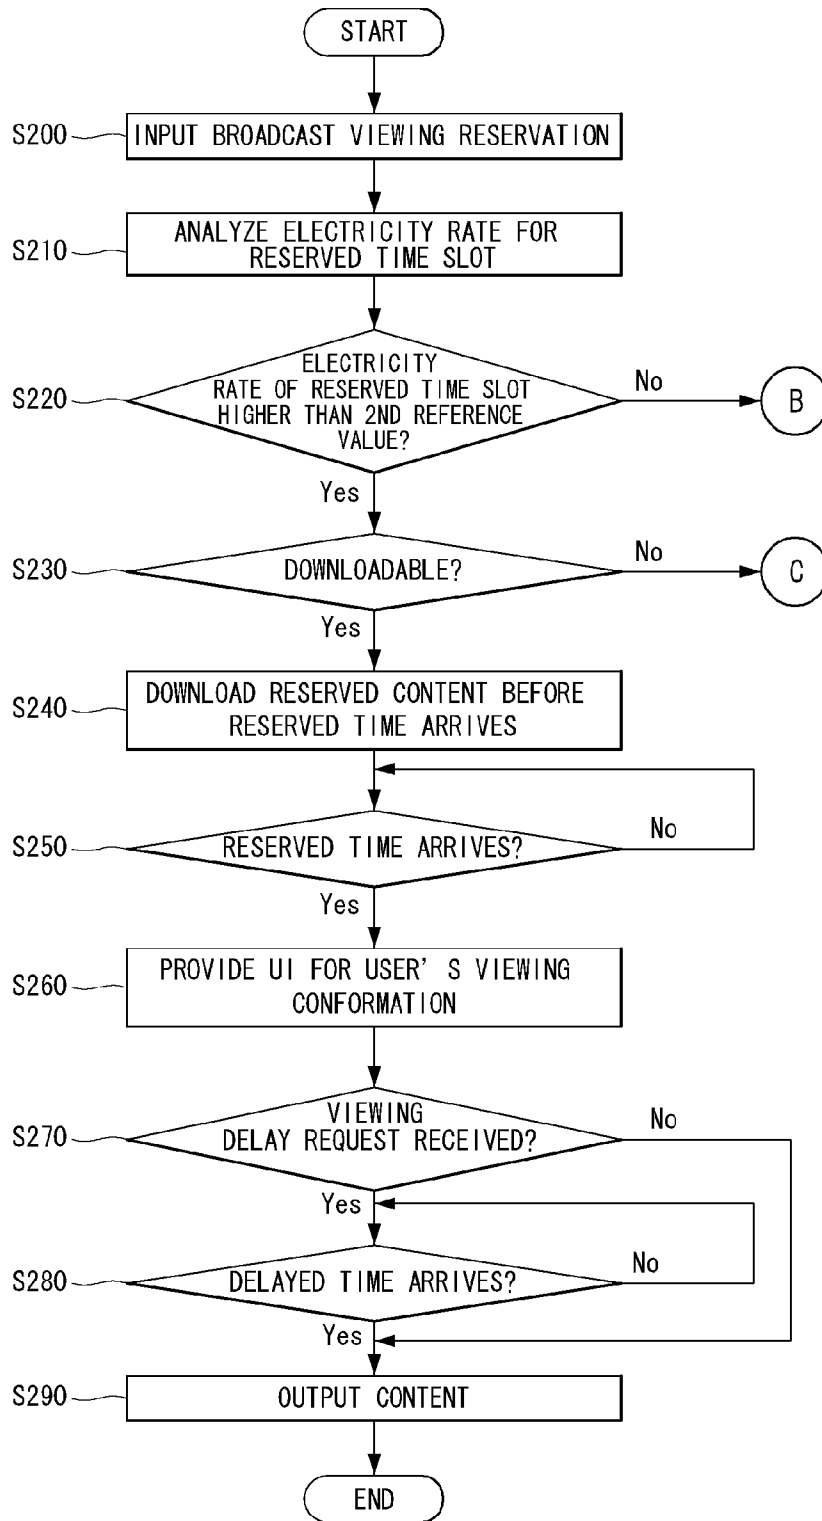 START
S200
INPUT BROADCAST VIEWING RESERVATION
S210
ANALYZE ELECTRICITY RATE FOR
RESERVED TIME SLOT
S220
ELECTRICITY
RATE OF RESERVED TIME SLOT
HIGHER THAN 2ND REFERENCE
VALUE?
No
B
Yes
S230
DOWNLOADABLE?
No
C
Yes
S240
DOWNLOAD RESERVED CONTENT BEFORE
RESERVED TIME ARRIVES
S250
RESERVED TIME ARRIVES?
No
Yes
S260
PROVIDE UI FOR USER'S VIEWING
CONFORMATION
S270
VIEWING
DELAY REQUEST RECEIVED?
No
Yes
S280
DELAYED TIME ARRIVES?
No
Yes
S290
OUTPUT CONTENT
END